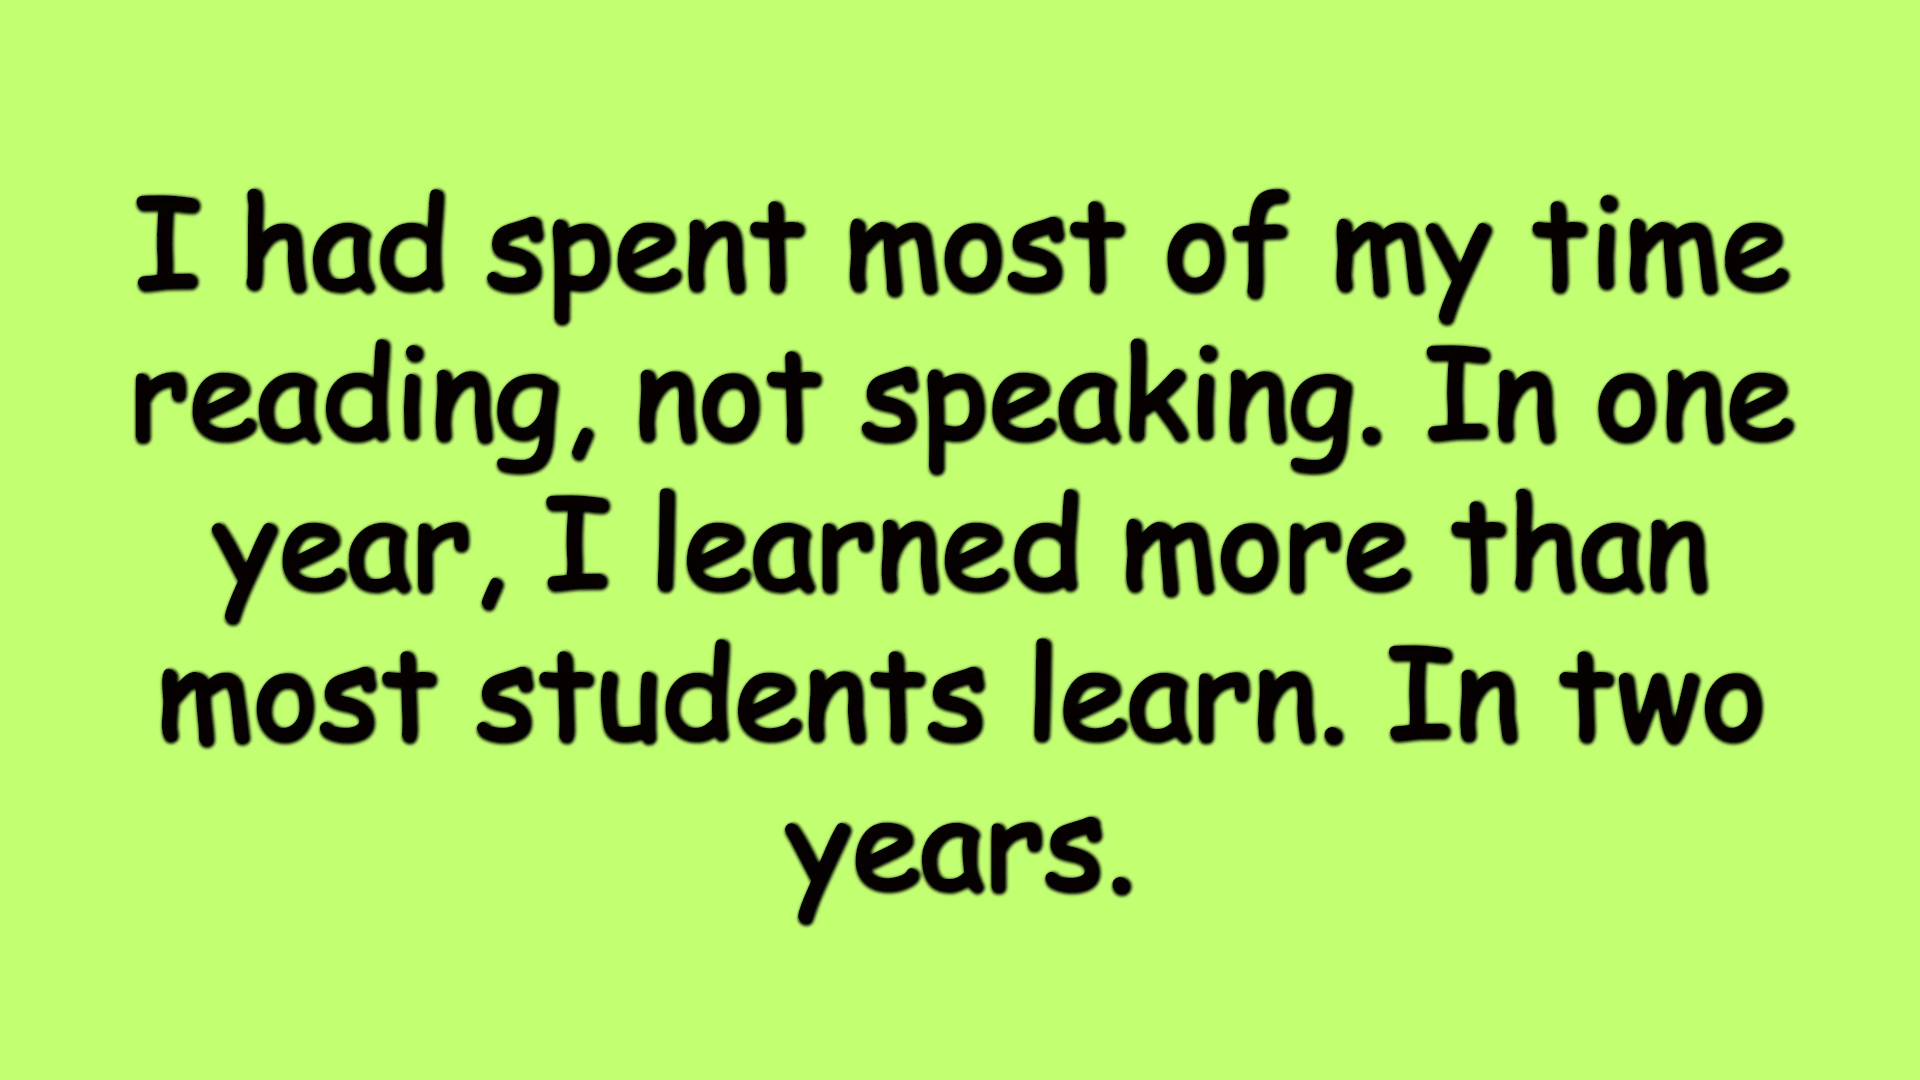 I had spent most of my time
reading, not speaking. In one
year, I learned more than
most students learn. In two
years.